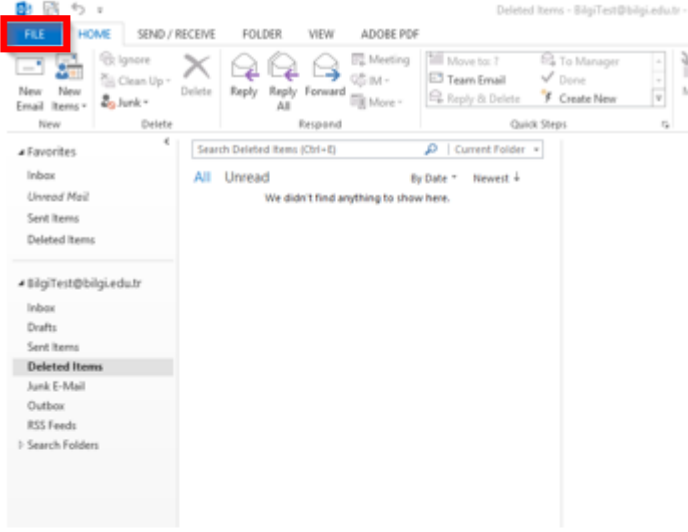 Deleted Items - BilgiTest@bilgi.edu.tr -
FILE HOME SEND / RECEIVE FOLDER VIEW ADOBE PDF
New Email
New Items
Ignore
Clean Up
Junk
Delete
Reply
Reply All
Forward
Meeting
IM
More
Move to: ?
Team Email
Reply & Delete
To Manager
Done
Create New
New Delete Respond Quick Steps
Favorites
Inbox
Unread Mail
Sent Items
Deleted Items
BilgiTest@bilgi.edu.tr
Inbox
Drafts
Sent Items
Deleted Items
Junk E-Mail
Outbox
RSS Feeds
Search Folders
Search Deleted Items (Ctrl+E) Current Folder
All Unread By Date Newest
We didn't find anything to show here.